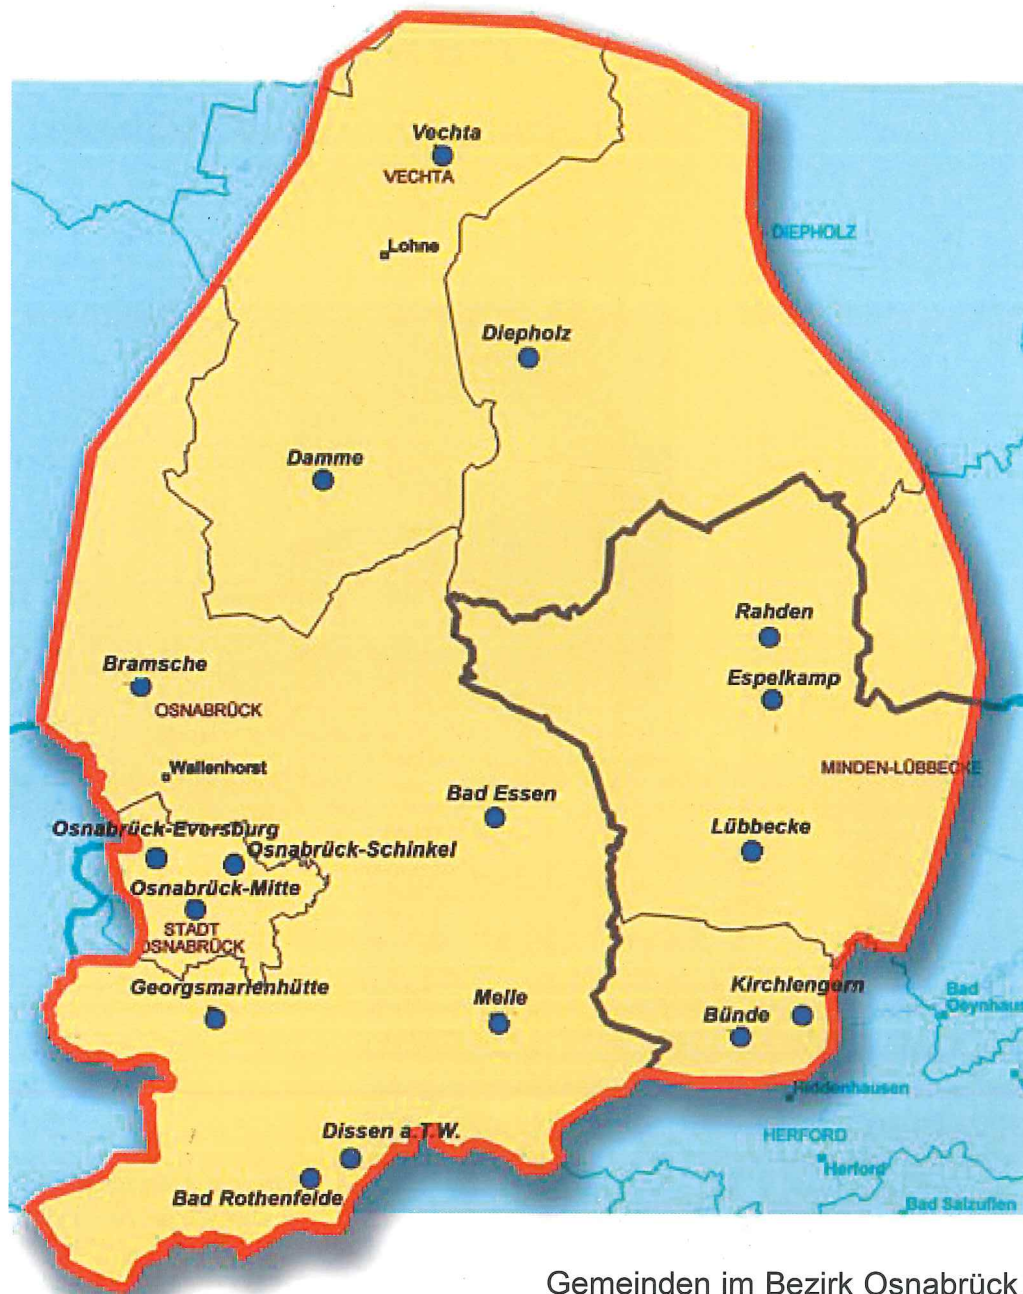 Vechta
VECHTA
DIEPHOLZ
Lohne
Diepholz
Damme
Rahden
Bramsche
Espelkamp
OSNABRÜCK
Wallenhorst
MINDEN-LÜBBECKE
Bad Essen
Osnabrück-Eversburg
Lübbecke
Osnabrück-Schinkel
Osnabrück-Mitte
STADT
OSNABRÜCK
Georgsmarienhütte
Melle
Kirchlengern
Bad
Oeynhaus
Bünde
Hiddenhausen
Dissen a.T.W.
HERFORD
Herford
Bad Rothenfelde
Bad Salzuflen
Gemeinden im Bezirk Osnabrück